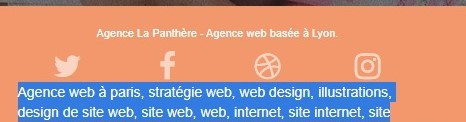 Agence La Panthère - Agence web basée à Lyon.
Agence web à paris, stratégie web, web design, illustrations,
design de site web, site web, web, internet, site internet, site